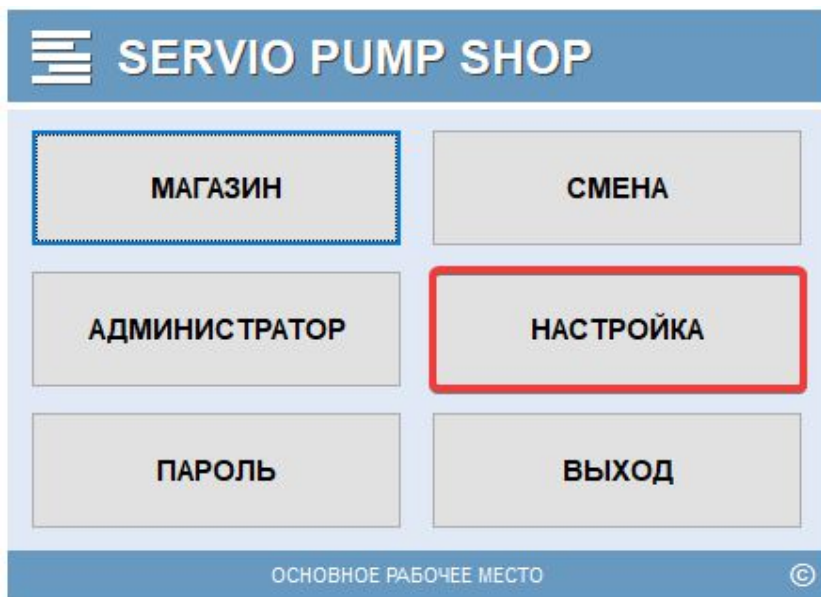 SERVIO PUMP SHOP
МАГАЗИН
СМЕНА
АДМИНИСТРАТОР
НАСТРОЙКА
ПАРОЛЬ
ВЫХОД
ОСНОВНОЕ РАБОЧЕЕ МЕСТО ©